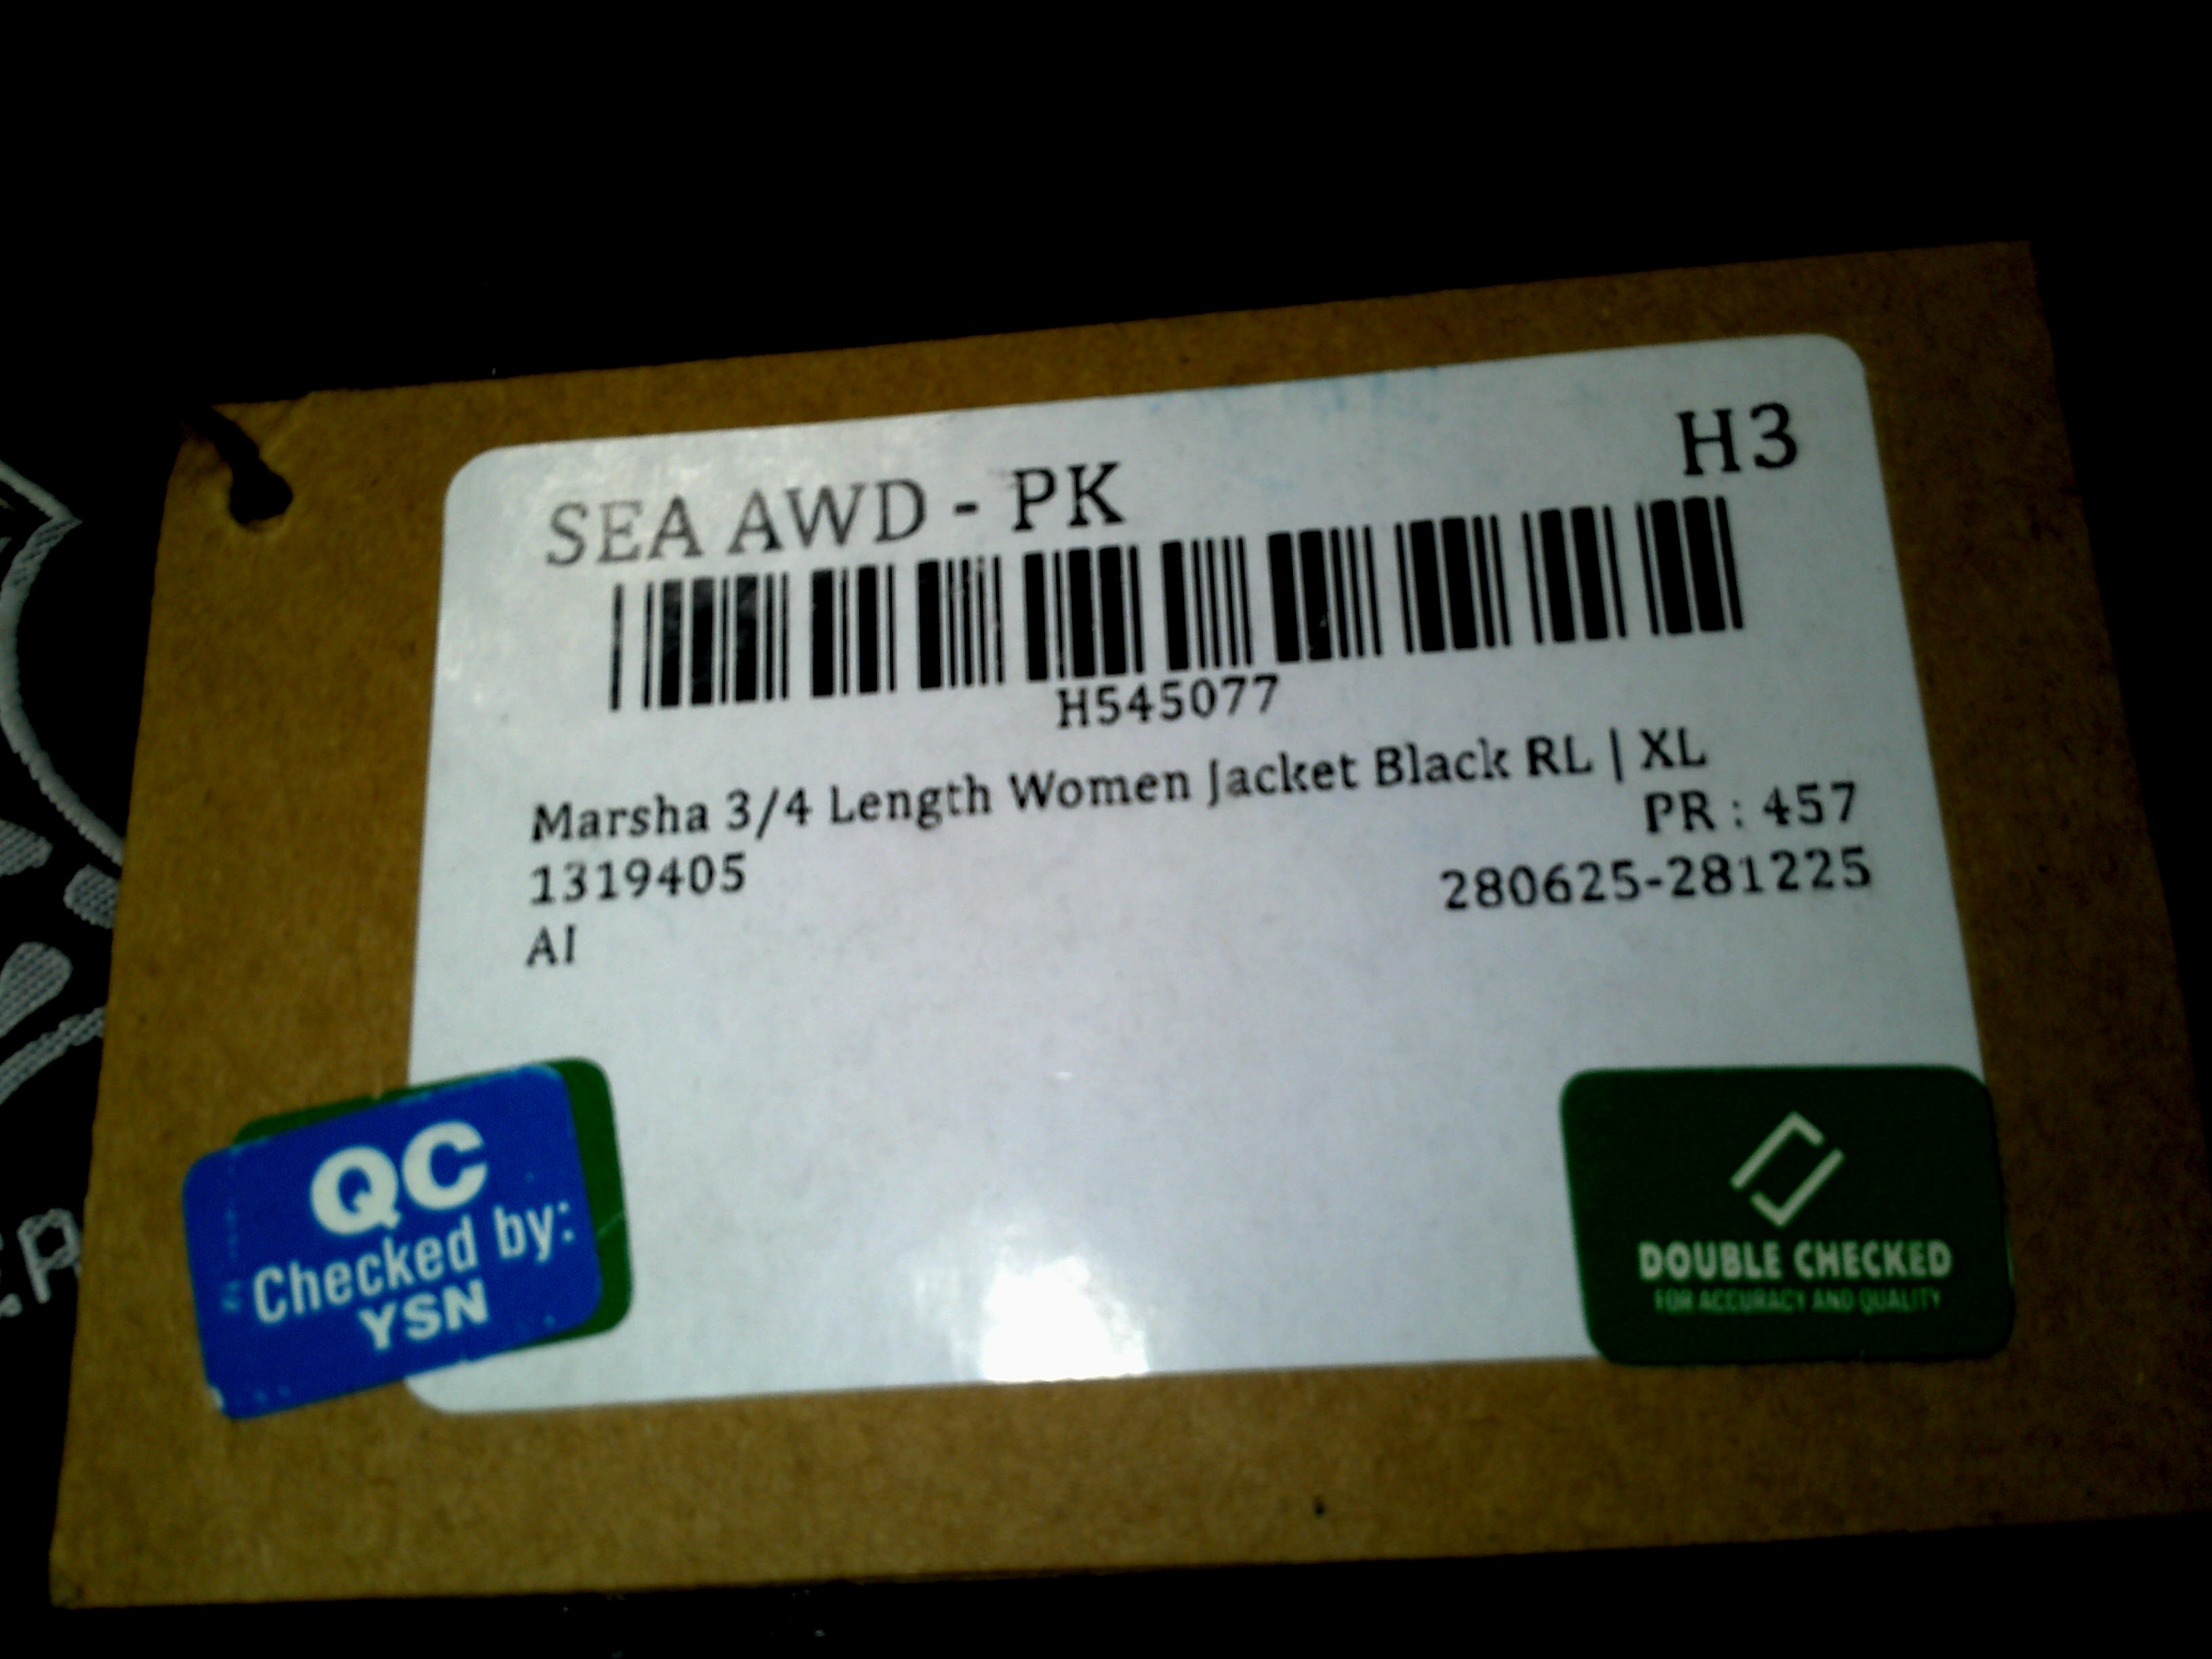 SEA AWD - PK
H3
H545077
Marsha 3/4 Length Women Jacket Black RL | XL
PR : 457
1319405
280625-281225
AI
QC
Checked by:
YSN
DOUBLE CHECKED
FOR ACCURACY AND QUALITY